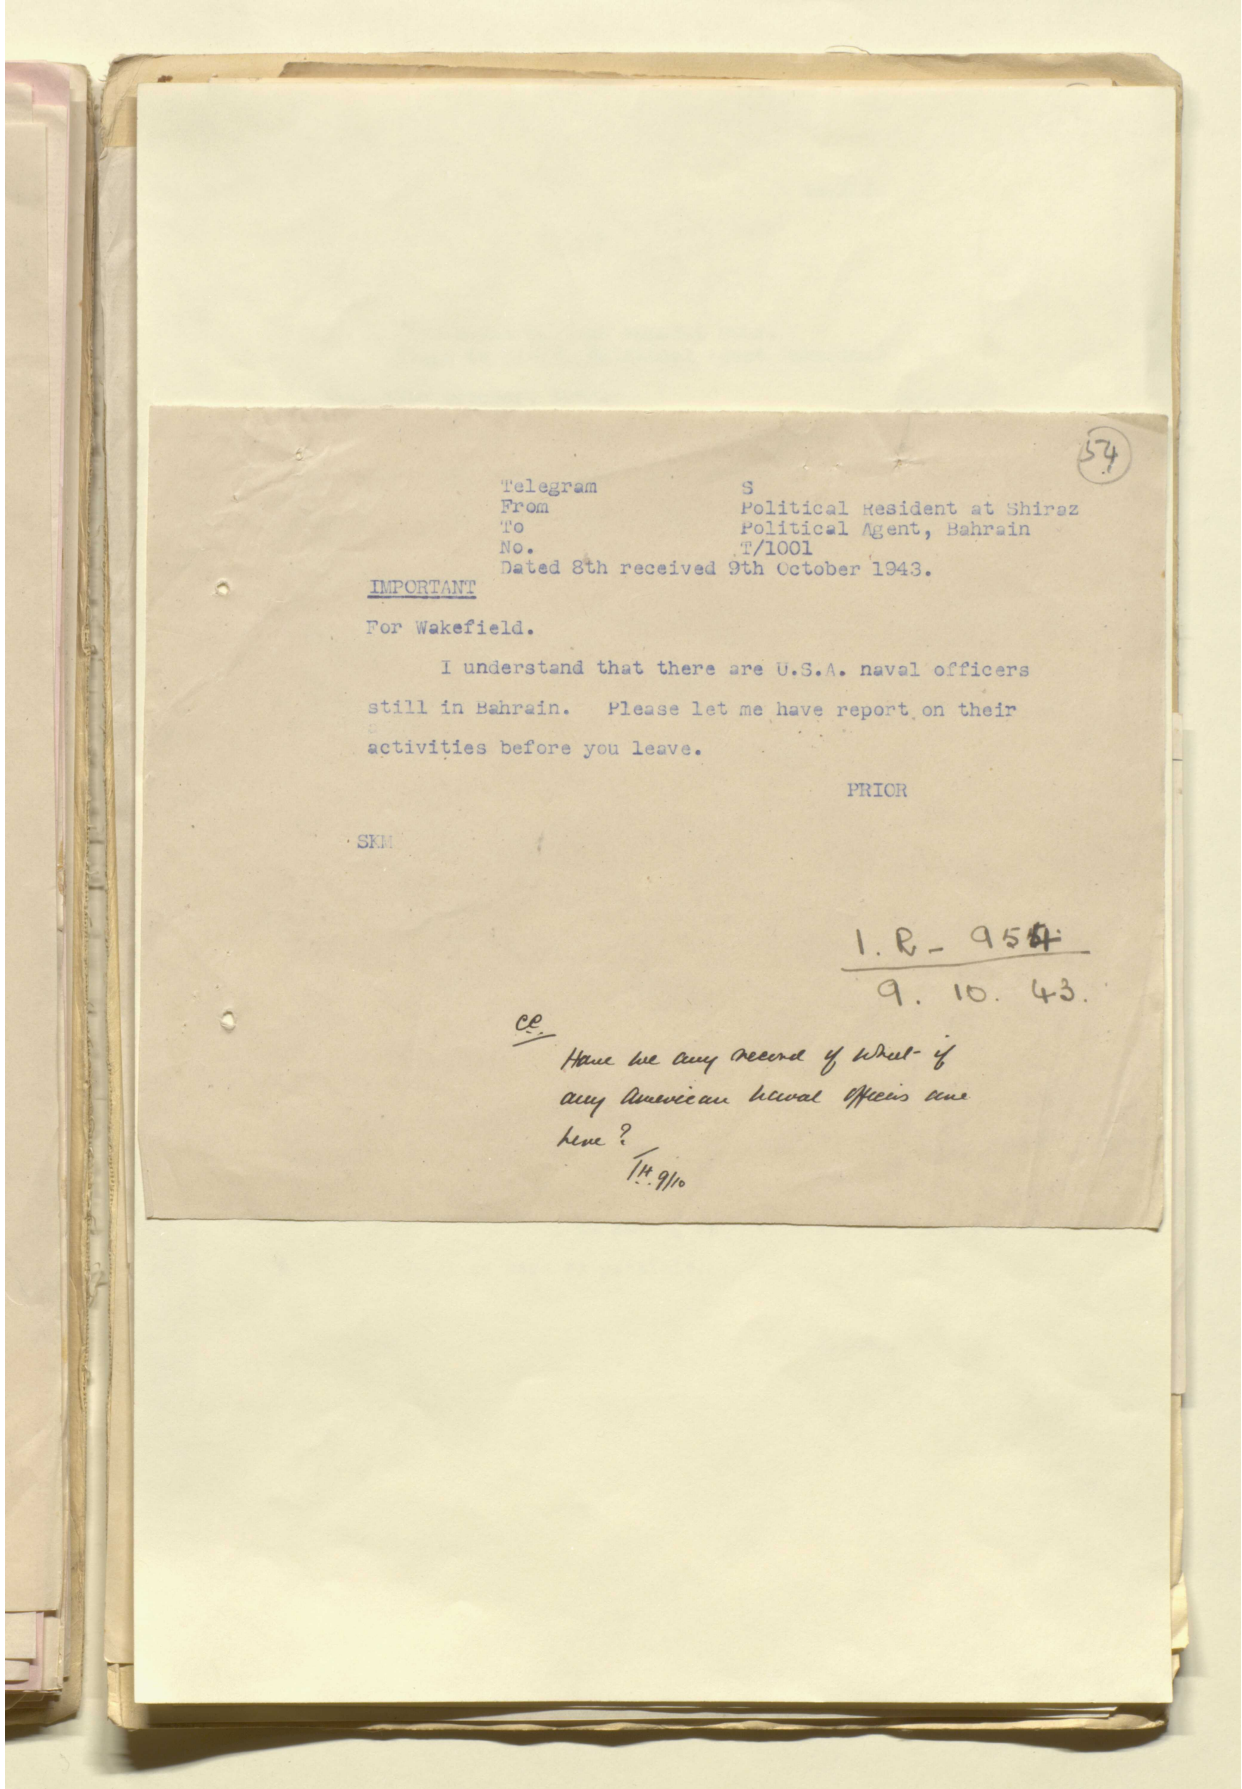 54
Telegram S
From Political Resident at Shiraz
To Political Agent, Bahrain
No. T/1001
Dated 8th received 9th October 1943.
IMPORTANT
For Wakefield.
I understand that there are U.S.A. naval officers
still in Bahrain. Please let me have report on their
activities before you leave.
PRIOR
SKM
I.R- 954
9. 10. 43.
CC
Have we any record of what if
any American Naval officers are
here?
TH. 9/10